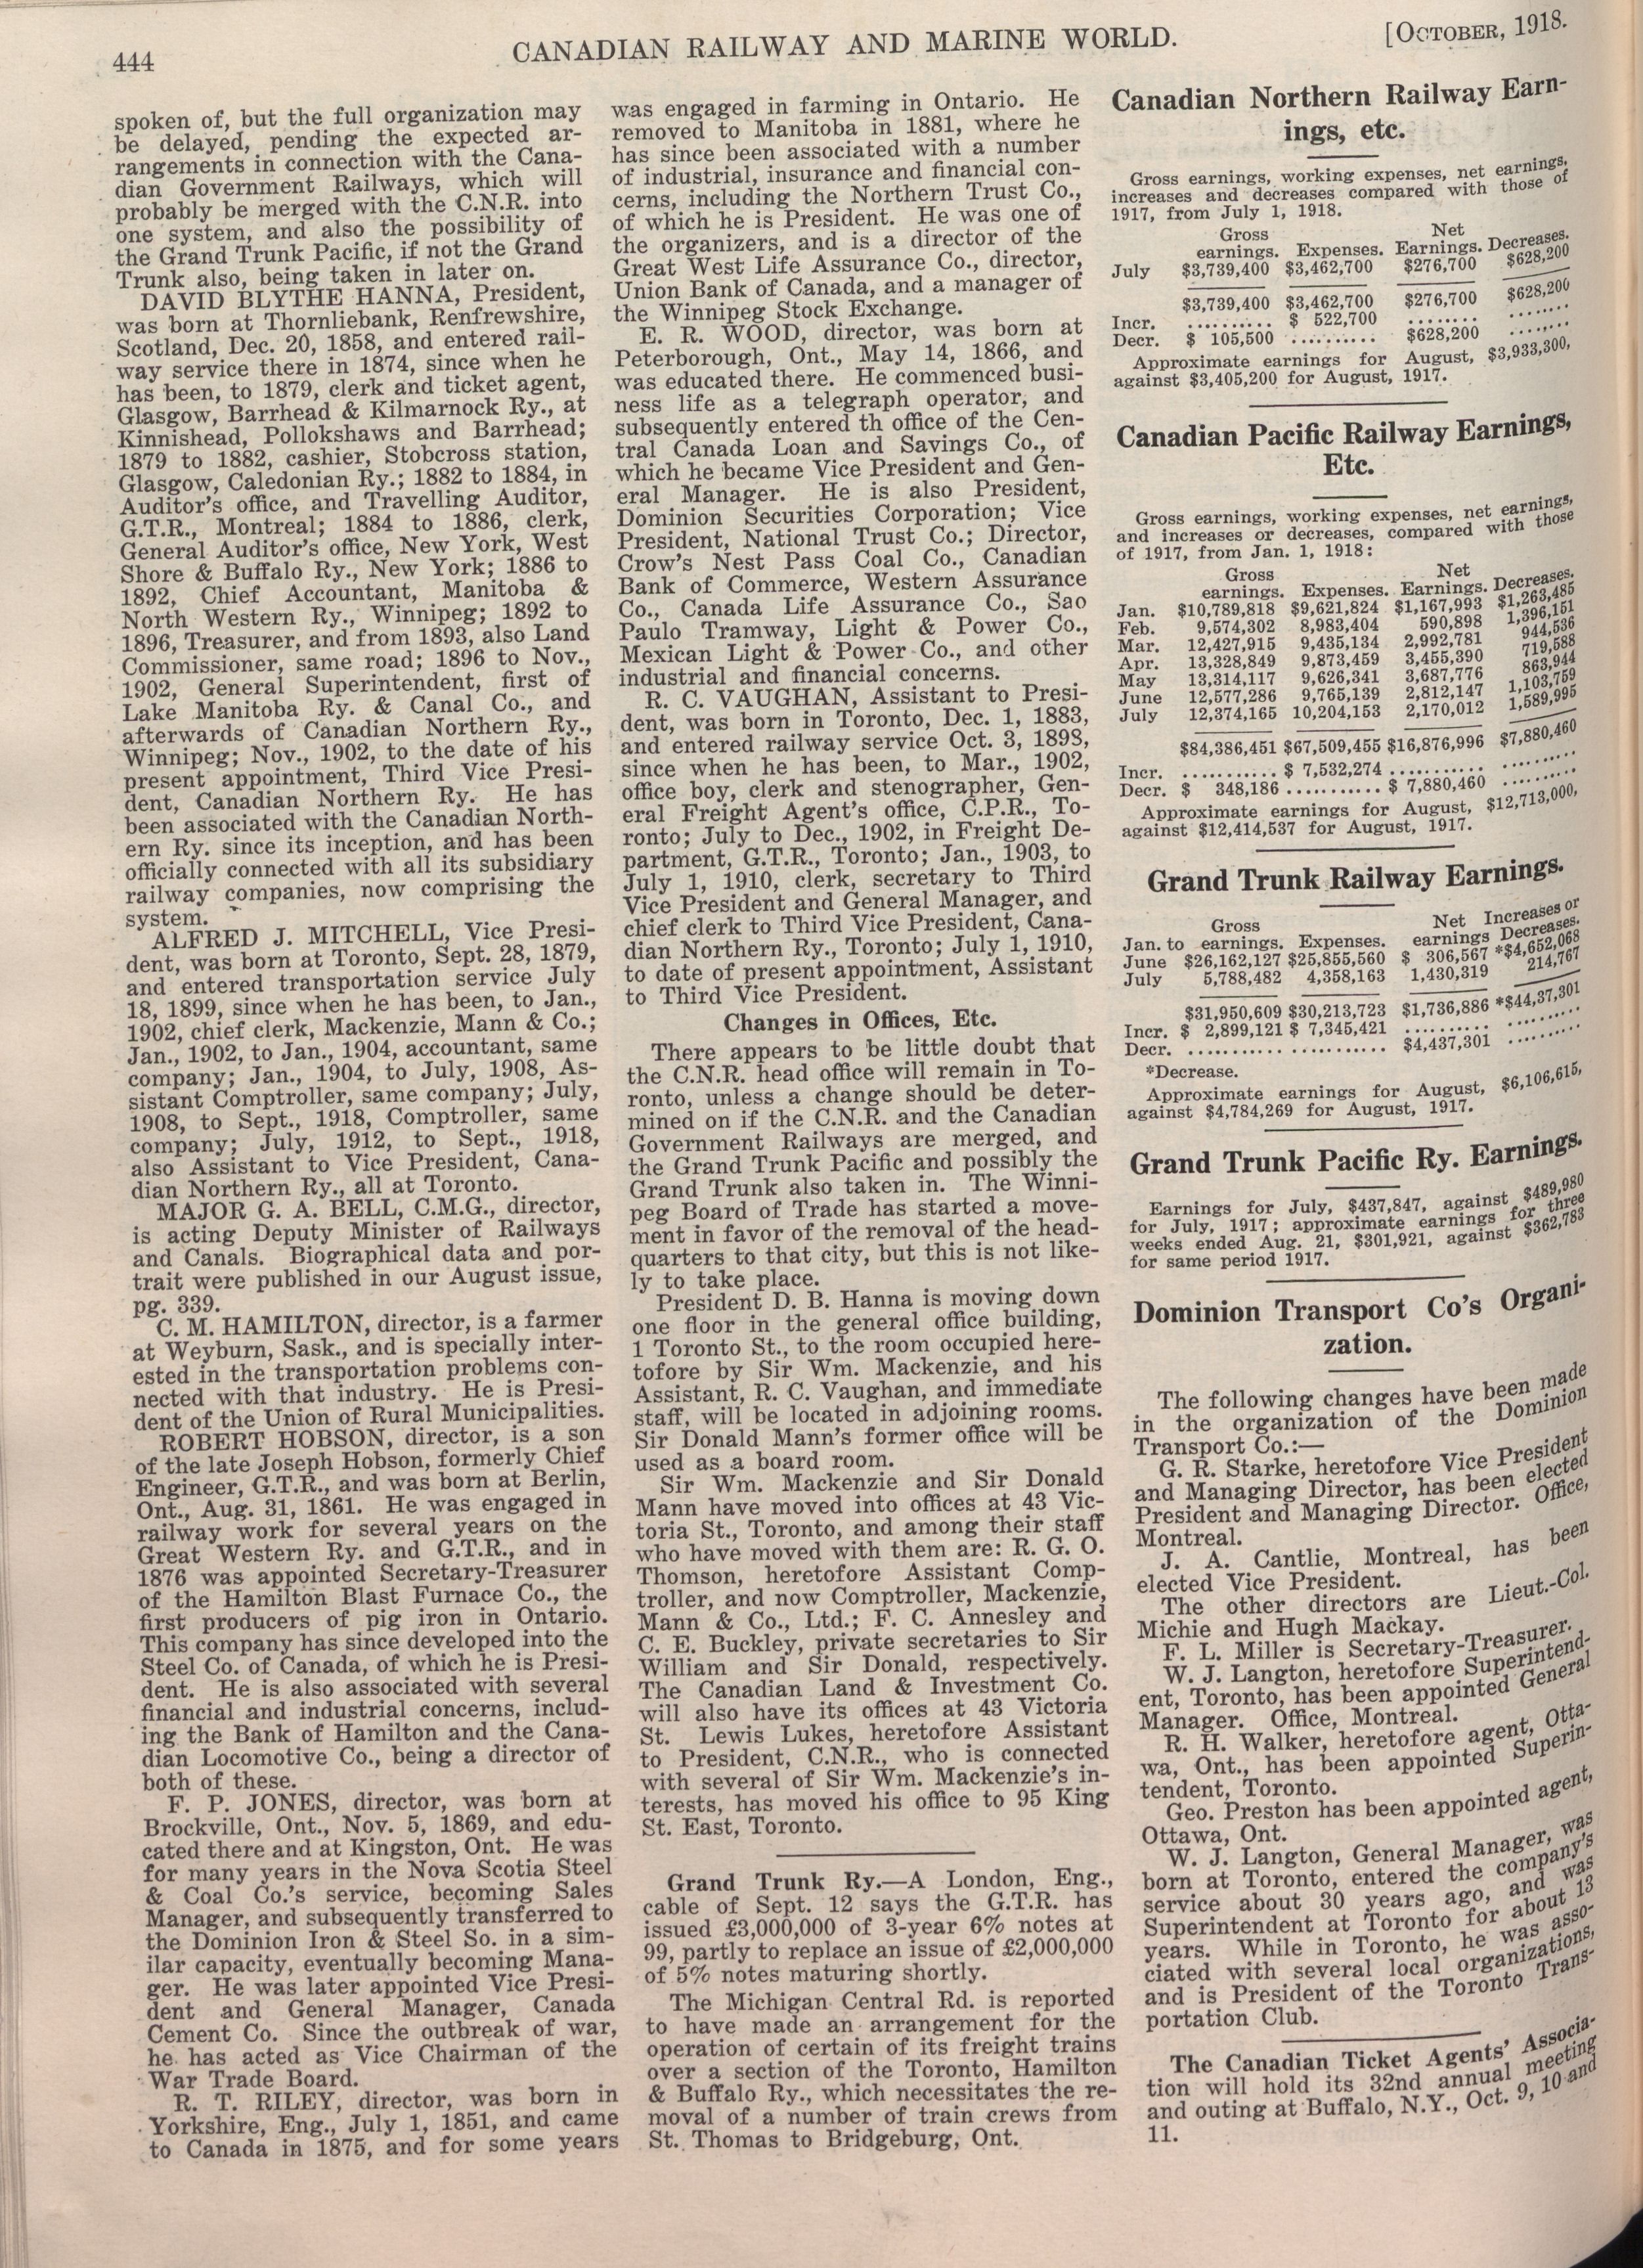 444
CANADIAN RAILWAY AND MARINE WORLD.
[OCTOBER, 1918.
spoken of, but the full organization may
be delayed, pending the expected ar-
rangements in connection with the Cana-
dian Government Railways, which will
probably be merged with the C.N.R. into
one system, and also the possibility of
the Grand Trunk Pacific, if not the Grand
Trunk also, being taken in later on.
DAVID BLYTHE HANNA, President,
was born at Thornliebank, Renfrewshire,
Scotland, Dec. 20, 1858, and entered rail-
way service there in 1874, since when he
has been, to 1879, clerk and ticket agent,
Glasgow, Barrhead & Kilmarnock Ry., at
Kinnishead, Pollokshaws and Barrhead;
1879 to 1882, cashier, Stobcross station,
Glasgow, Caledonian Ry.; 1882 to 1884, in
Auditor's office, and Travelling Auditor,
G.T.R., Montreal; 1884 to 1886, clerk,
General Auditor's office, New York, West
Shore & Buffalo Ry., New York; 1886 to
1892, Chief Accountant, Manitoba &
North Western Ry., Winnipeg; 1892 to
1896, Treasurer, and from 1893, also Land
Commissioner, same road; 1896 to Nov.,
1902, General Superintendent, first of
Lake Manitoba Ry. & Canal Co., and
afterwards of Canadian Northern Ry.,
Winnipeg; Nov., 1902, to the date of his
present appointment, Third Vice Presi-
dent, Canadian Northern Ry. He has
been associated with the Canadian North-
ern Ry. since its inception, and has been
officially connected with all its subsidiary
railway companies, now comprising the
system.
ALFRED J. MITCHELL, Vice Presi-
dent, was born at Toronto, Sept. 28, 1879,
and entered transportation service July
18, 1899, since when he has been, to Jan.,
1902, chief clerk, Mackenzie, Mann & Co.;
Jan., 1902, to Jan., 1904, accountant, same
company; Jan., 1904, to July, 1908, As-
sistant Comptroller, same company; July,
1908, to Sept., 1918, Comptroller, same
company; July, 1912, to Sept., 1918,
also Assistant to Vice President, Cana-
dian Northern Ry., all at Toronto.
MAJOR G. A. BELL, C.M.G., director,
is acting Deputy Minister of Railways
and Canals. Biographical data and por-
trait were published in our August issue,
pg. 339.
C. M. HAMILTON, director, is a farmer
at Weyburn, Sask., and is specially inter-
ested in the transportation problems con-
nected with that industry. He is Presi-
dent of the Union of Rural Municipalities.
ROBERT HOBSON, director, is a son
of the late Joseph Hobson, formerly Chief
Engineer, G.T.R., and was born at Berlin,
Ont., Aug. 31, 1861. He was engaged in
railway work for several years on the
Great Western Ry. and G.T.R., and in
1876 was appointed Secretary-Treasurer
of the Hamilton Blast Furnace Co., the
first producers of pig iron in Ontario.
This company has since developed into the
Steel Co. of Canada, of which he is Presi-
dent. He is also associated with several
financial and industrial concerns, includ-
ing the Bank of Hamilton and the Cana-
dian Locomotive Co., being a director of
both of these.
F. P. JONES, director, was born at
Brockville, Ont., Nov. 5, 1869, and edu-
cated there and at Kingston, Ont. He was
for many years in the Nova Scotia Steel
& Coal Co.'s service, becoming Sales
Manager, and subsequently transferred to
the Dominion Iron & Steel So. in a sim-
ilar capacity, eventually becoming Mana-
ger. He was later appointed Vice Presi-
dent and General Manager, Canada
Cement Co. Since the outbreak of war,
he has acted as Vice Chairman of the
War Trade Board.
R. T. RILEY, director, was born in
Yorkshire, Eng., July 1, 1851, and came
to Canada in 1875, and for some years
was engaged in farming in Ontario. He
removed to Manitoba in 1881, where he
has since been associated with a number
of industrial, insurance and financial con-
cerns, including the Northern Trust Co.,
of which he is President. He was one of
the organizers, and is a director of the
Great West Life Assurance Co., director,
Union Bank of Canada, and a manager of
the Winnipeg Stock Exchange.
E. R. WOOD, director, was born at
Peterborough, Ont., May 14, 1866, and
was educated there. He commenced busi-
ness life as a telegraph operator, and
subsequently entered th office of the Cen-
tral Canada Loan and Savings Co., of
which he became Vice President and Gen-
eral Manager. He is also President,
Dominion Securities Corporation; Vice
President, National Trust Co.; Director,
Crow's Nest Pass Coal Co., Canadian
Bank of Commerce, Western Assurance
Co., Canada Life Assurance Co., Sao
Paulo Tramway, Light & Power Co.,
Mexican Light & Power Co., and other
industrial and financial concerns.
R. C. VAUGHAN, Assistant to Presi-
dent, was born in Toronto, Dec. 1, 1883,
and entered railway service Oct. 3, 1898,
since when he has been, to Mar., 1902,
office boy, clerk and stenographer, Gen-
eral Freight Agent's office, C.P.R., To-
ronto; July to Dec., 1902, in Freight De-
partment, G.T.R., Toronto; Jan., 1903, to
July 1, 1910, clerk, secretary to Third
Vice President and General Manager, and
chief clerk to Third Vice President, Cana-
dian Northern Ry., Toronto; July 1, 1910,
to date of present appointment, Assistant
to Third Vice President.
Changes in Offices, Etc.
There appears to be little doubt that
the C.N.R. head office will remain in To-
ronto, unless a change should be deter-
mined on if the C.N.R. and the Canadian
Government Railways are merged, and
the Grand Trunk Pacific and possibly the
Grand Trunk also taken in. The Winni-
peg Board of Trade has started a move-
ment in favor of the removal of the head-
quarters to that city, but this is not like-
ly to take place.
President D. B. Hanna is moving down
one floor in the general office building,
1 Toronto St., to the room occupied here-
tofore by Sir Wm. Mackenzie, and his
Assistant, R. C. Vaughan, and immediate
staff, will be located in adjoining rooms.
Sir Donald Mann's former office will be
used as a board room.
Sir Wm. Mackenzie and Sir Donald
Mann have moved into offices at 43 Vic-
toria St., Toronto, and among their staff
who have moved with them are: R. G. O.
Thomson, heretofore Assistant Comp-
troller, and now Comptroller, Mackenzie,
Mann & Co., Ltd.; F. C. Annesley and
C. E. Buckley, private secretaries to Sir
William and Sir Donald, respectively.
The Canadian Land & Investment Co.
will also have its offices at 43 Victoria
St. Lewis Lukes, heretofore Assistant
to President, C.N.R., who is connected
with several of Sir Wm. Mackenzie's in-
terests, has moved his office to 95 King
St. East, Toronto.
Grand Trunk Ry.—A London, Eng.,
cable of Sept. 12 says the G.T.R. has
issued £3,000,000 of 3-year 6% notes at
99, partly to replace an issue of £2,000,000
of 5% notes maturing shortly.
The Michigan Central Rd. is reported
to have made an arrangement for the
operation of certain of its freight trains
over a section of the Toronto, Hamilton
& Buffalo Ry., which necessitates the re-
moval of a number of train crews from
St. Thomas to Bridgeburg, Ont.
Canadian Northern Railway Earn-
ings, etc.
Gross earnings, working expenses, net earnings,
increases and decreases compared with those of
1917, from July 1, 1918.
Gross Net
earnings. Expenses. Earnings. Decreases.
July $3,739,400 $3,462,700 $276,700 $628,200
$3,739,400 $3,462,700 $276,700 $628,200
Incr. .......... $ 522,700 ........ ........
Decr. $ 105,500 .......... $628,200 ........
Approximate earnings for August, $3,933,300,
against $3,405,200 for August, 1917.
Canadian Pacific Railway Earnings,
Etc.
Gross earnings, working expenses, net earnings,
and increases or decreases, compared with those
of 1917, from Jan. 1, 1918:
Gross Net
earnings. Expenses. Earnings. Decreases.
Jan. $10,789,818 $9,621,824 $1,167,993 $1,263,485
Feb. 9,574,302 8,983,404 590,898 1,396,151
Mar. 12,427,915 9,435,134 2,992,781 944,536
Apr. 13,328,849 9,873,459 3,455,390 719,588
May 13,314,117 9,626,341 3,687,776 863,944
June 12,577,286 9,765,139 2,812,147 1,103,759
July 12,374,165 10,204,153 2,170,012 1,589,995
$84,386,451 $67,509,455 $16,876,996 $7,880,460
Incr. ........... $ 7,532,274 ........... .........
Decr. $ 348,186 ........... $ 7,880,460 .........
Approximate earnings for August, $12,713,000,
against $12,414,537 for August, 1917.
Grand Trunk Railway Earnings.
Gross Net Increases or
Jan. to earnings. Expenses. earnings Decreases.
June $26,162,127 $25,855,560 $ 306,567 *$4,652,068
July 5,788,482 4,358,163 1,430,319 214,767
$31,950,609 $30,213,723 $1,736,886 *$44,37,301
Incr. $ 2,899,121 $ 7,345,421 .......... .........
Decr. ........... ........... $4,437,301 .........
*Decrease.
Approximate earnings for August, $6,106,615,
against $4,784,269 for August, 1917.
Grand Trunk Pacific Ry. Earnings.
Earnings for July, $437,847, against $489,980
for July, 1917; approximate earnings for three
weeks ended Aug. 21, $301,921, against $362,783
for same period 1917.
Dominion Transport Co's Organi-
zation.
The following changes have been made
in the organization of the Dominion
Transport Co.:—
G. R. Starke, heretofore Vice President
and Managing Director, has been elected
President and Managing Director. Office,
Montreal.
J. A. Cantlie, Montreal, has been
elected Vice President.
The other directors are Lieut.-Col.
Michie and Hugh Mackay.
F. L. Miller is Secretary-Treasurer.
W. J. Langton, heretofore Superintend-
ent, Toronto, has been appointed General
Manager. Office, Montreal.
R. H. Walker, heretofore agent, Otta-
wa, Ont., has been appointed Superin-
tendent, Toronto.
Geo. Preston has been appointed agent,
Ottawa, Ont.
W. J. Langton, General Manager, was
born at Toronto, entered the company's
service about 30 years ago, and was
Superintendent at Toronto for about 13
years. While in Toronto, he was asso-
ciated with several local organizations,
and is President of the Toronto Trans-
portation Club.
The Canadian Ticket Agents' Associa-
tion will hold its 32nd annual meeting
and outing at Buffalo, N.Y., Oct. 9, 10 and
11.